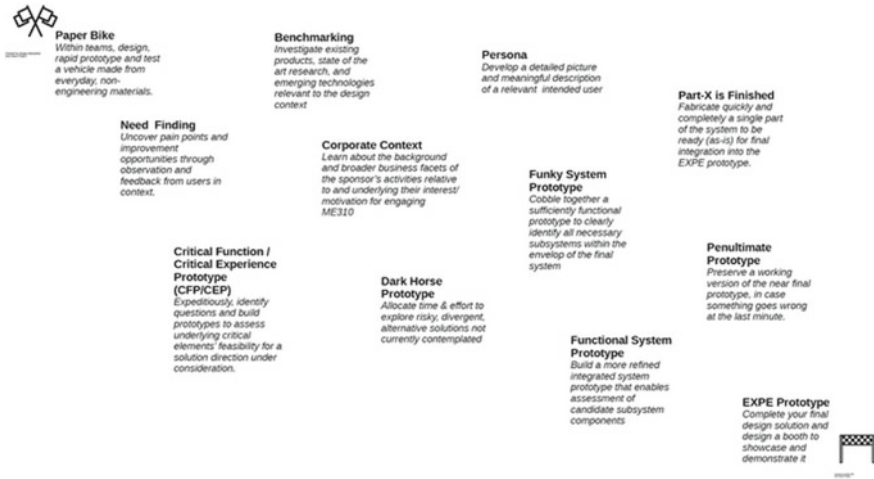 Paper Bike
Within teams, design,
rapid prototype and test
a vehicle made from
everyday, non-
engineering materials.
Benchmarking
Investigate existing
products, state of the
art research, and
emerging technologies
relevant to the design
context
Persona
Develop a detailed picture
and meaningful description
of a relevant intended user
Part-X is Finished
Fabricate quickly and
completely a single part
of the system to be
ready (as-is) for final
integration into the
EXPE prototype.
Need Finding
Uncover pain points and
improvement
opportunities through
observation and
feedback from users in
context.
Corporate Context
Learn about the background
and broader business facets of
the sponsor's activities relative
to and underlying their interest/
motivation for engaging
ME310
Funky System
Prototype
Cobble together a
sufficiently functional
prototype to clearly
identify all necessary
subsystems within the
envelop of the final
system
Critical Function /
Critical Experience
Prototype
(CFP/CEP)
Expeditiously, identify
questions and build
prototypes to assess
underlying critical
elements' feasibility for a
solution direction under
consideration.
Dark Horse
Prototype
Allocate time & effort to
explore risky, divergent,
alternative solutions not
currently contemplated
Penultimate
Prototype
Preserve a working
version of the near final
prototype, in case
something goes wrong
at the last minute.
Functional System
Prototype
Build a more refined
integrated system
prototype that enables
assessment of
candidate subsystem
components
EXPE Prototype
Complete your final
design solution and
design a booth to
showcase and
demonstrate it